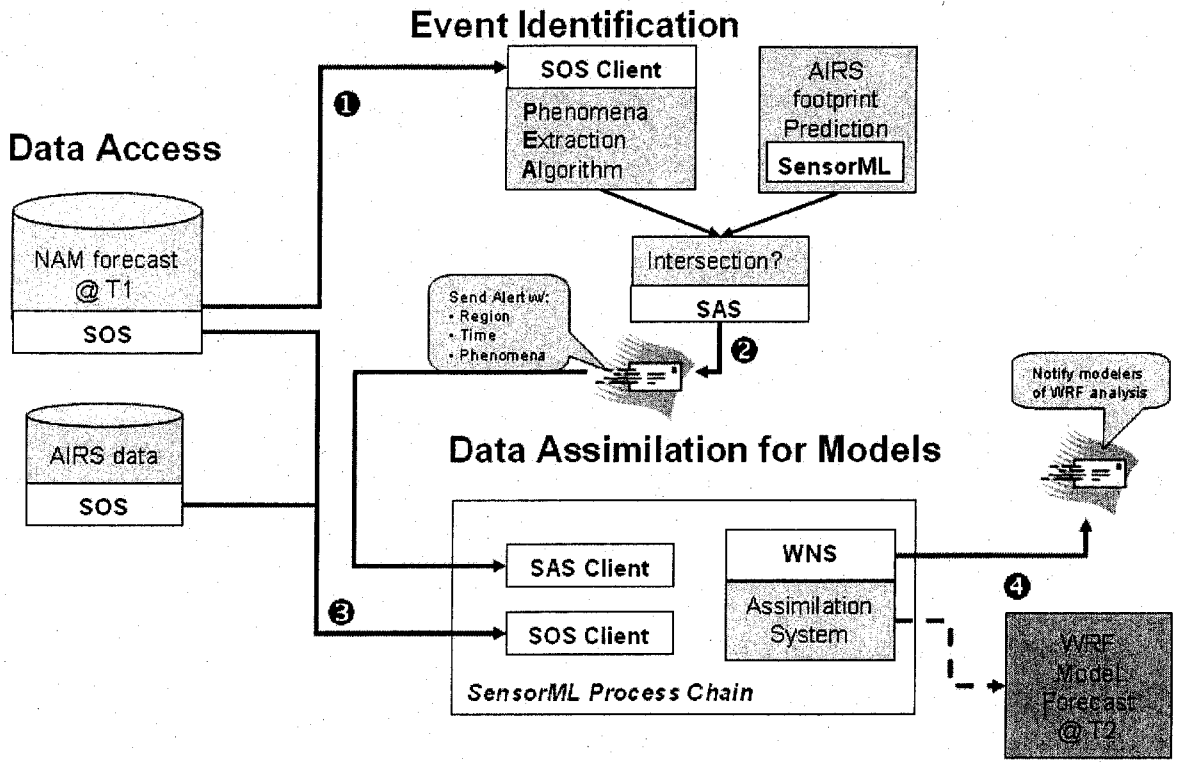 Event Identification
SOS Client
Phenomena
Extraction
Algorithm
AIRS
footprint
Prediction
SensorML
❶
Data Access
NAM forecast
@ T1
SOS
Intersection?
SAS
Send Alert w/:
• Region
• Time
• Phenomena
❷
Notify modelers
of WRF analysis
AIRS data
SOS
Data Assimilation for Models
SAS Client
SOS Client
❸
WNS
Assimilation
System
SensorML Process Chain
❹
WRF
Model
Forecast
@ T2